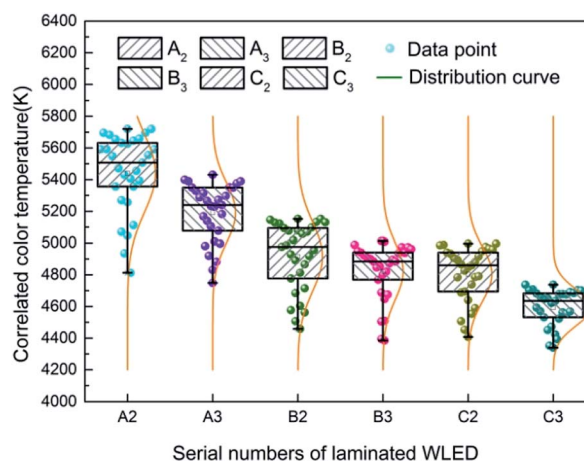 6400
6200
6000
5800
5600
5400
5200
5000
4800
4600
4400
4200
4000
Correlated color temperature(K)
A₂ A₃ B₂
B₃ C₂ C₃
Data point
Distribution curve
A2 A3 B2 B3 C2 C3
Serial numbers of laminated WLED